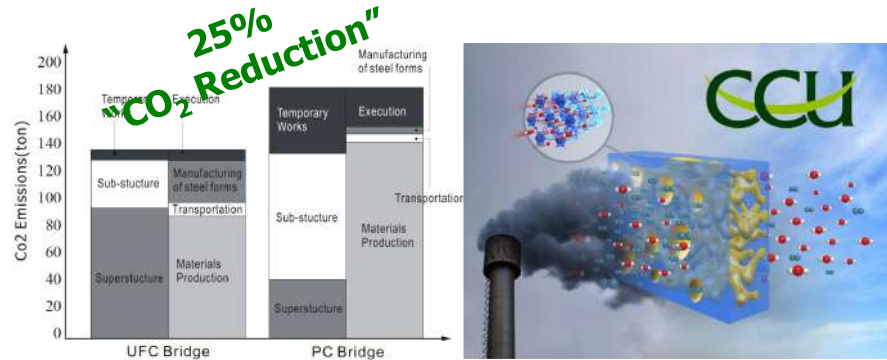 25%
“CO2 Reduction”
Co2 Emissions(ton)
200
180
160
140
120
100
80
60
40
20
0
Temporary
Works
Execution
Sub-stucture
Manufacturing
of steel forms
Transportation
Superstucture
Materials
Production
UFC Bridge
Manufacturing
of steel forms
Temporary
Works
Execution
Sub-stucture
Transportation
Materials
Production
Superstucture
PC Bridge
CCU